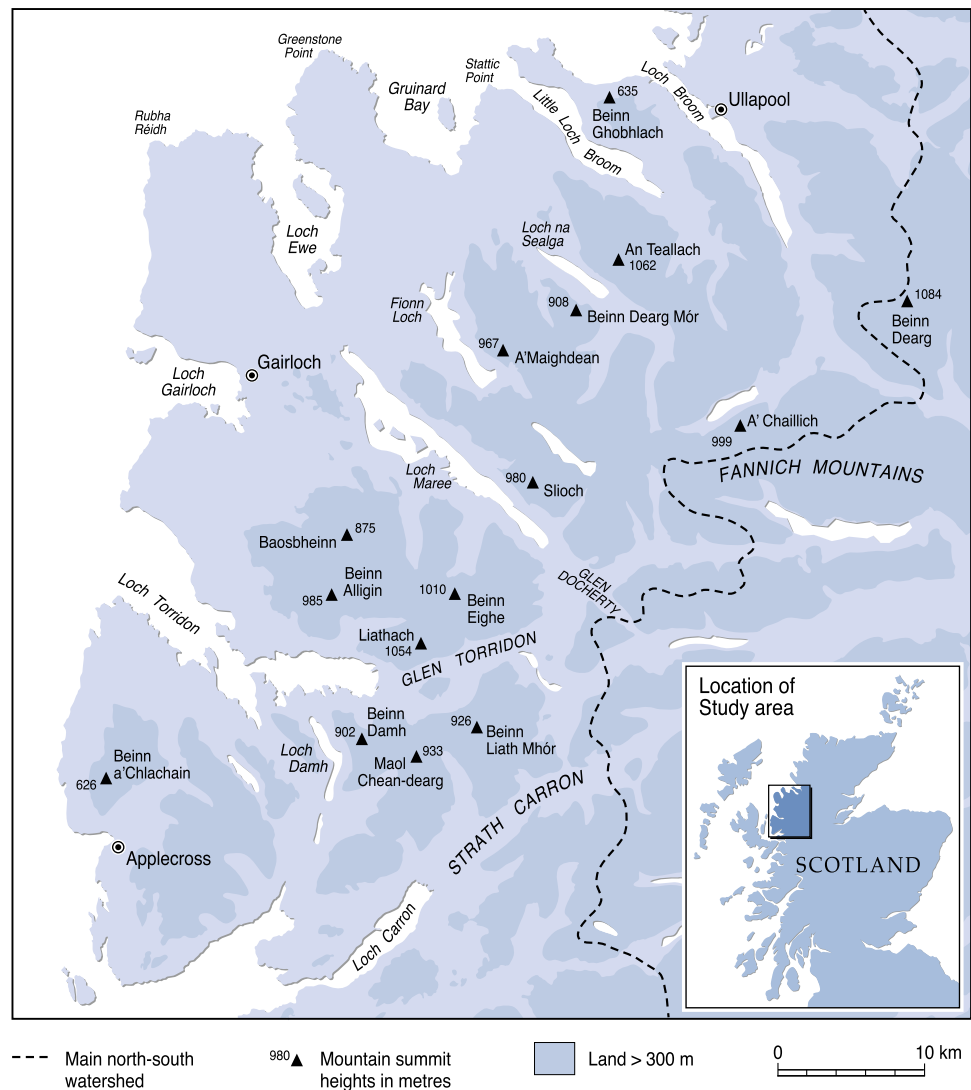 Greenstone
Point
Stattic
Point
Gruinard
Bay
Rubha
Réidh
Loch Broom
Little Loch Broom
635
Beinn
Ghobhlach
Ullapool
Loch
Ewe
Loch na
Sealga
An Teallach
1062
Fionn
Loch
908
Beinn Dearg Mór
1084
Beinn
Dearg
967
A'Maighdean
Gairloch
Loch
Gairloch
A' Chaillich
999
FANNICH MOUNTAINS
Loch
Maree
980
Slioch
875
Baosbheinn
Beinn
Alligin
985
1010
Beinn
Eighe
GLEN
DOCHERTY
Loch Torridon
Liathach
1054
GLEN TORRIDON
Beinn
Damh
902
926
Beinn
Liath Mhór
933
Maol
Chean-dearg
Loch
Damh
Beinn
a'Chlachain
626
Applecross
STRATH CARRON
Loch Carron
Location of
Study area
SCOTLAND
Main north-south
watershed
980
Mountain summit
heights in metres
Land > 300 m
0
10 km